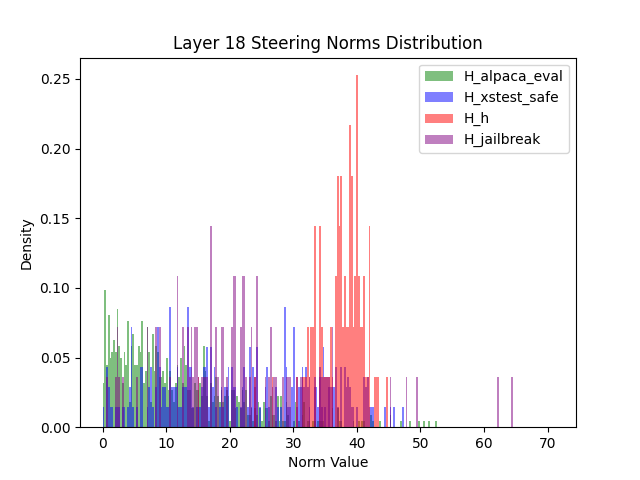 Layer 18 Steering Norms Distribution
H_alpaca_eval
H_xstest_safe
H_h
H_jailbreak
Density
0.25
0.20
0.15
0.10
0.05
0.00
0 10 20 30 40 50 60 70
Norm Value